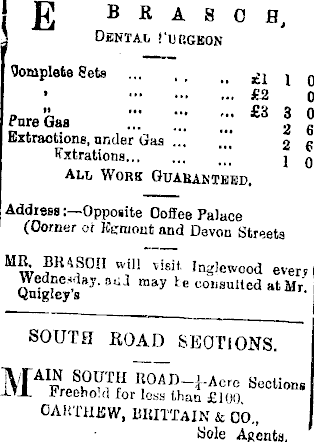 E BRASCH,
DENTAL SURGEON
Complete Sets ... .. .. £1 1 0
" ... ... ... £2 0
" ... ... ... £3 3 0
Pure Gas ... ... ... 2 6
Extractions, under Gas ... ... 2 6
Extrations... ... ... 1 0
ALL WORK GUARANTEED.
Address:—Opposite Coffee Palace
(Corner of Egmont and Devon Streets
MR. BRASCH will visit Inglewood every
Wednesday, and may be consulted at Mr.
Quigley's
SOUTH ROAD SECTIONS.
MAIN SOUTH ROAD—¼-Acre Sections
Freehold for less than £100.
CARTHEW, BRITTAIN & CO.,
Sole Agents.